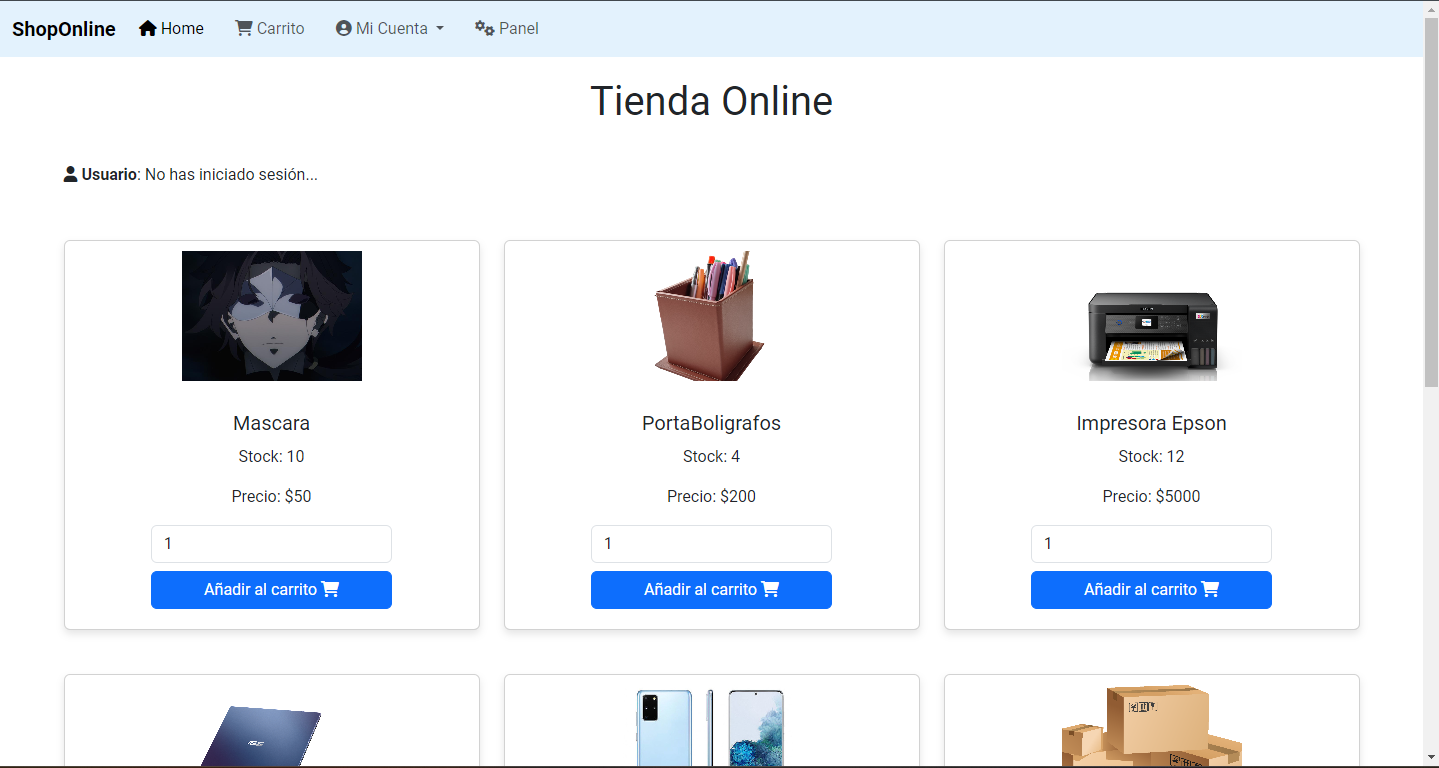 ShopOnline Home Carrito Mi Cuenta Panel
Tienda Online
Usuario: No has iniciado sesión...
Mascara
Stock: 10
Precio: $50
1
Añadir al carrito
PortaBoligrafos
Stock: 4
Precio: $200
1
Añadir al carrito
Impresora Epson
Stock: 12
Precio: $5000
1
Añadir al carrito